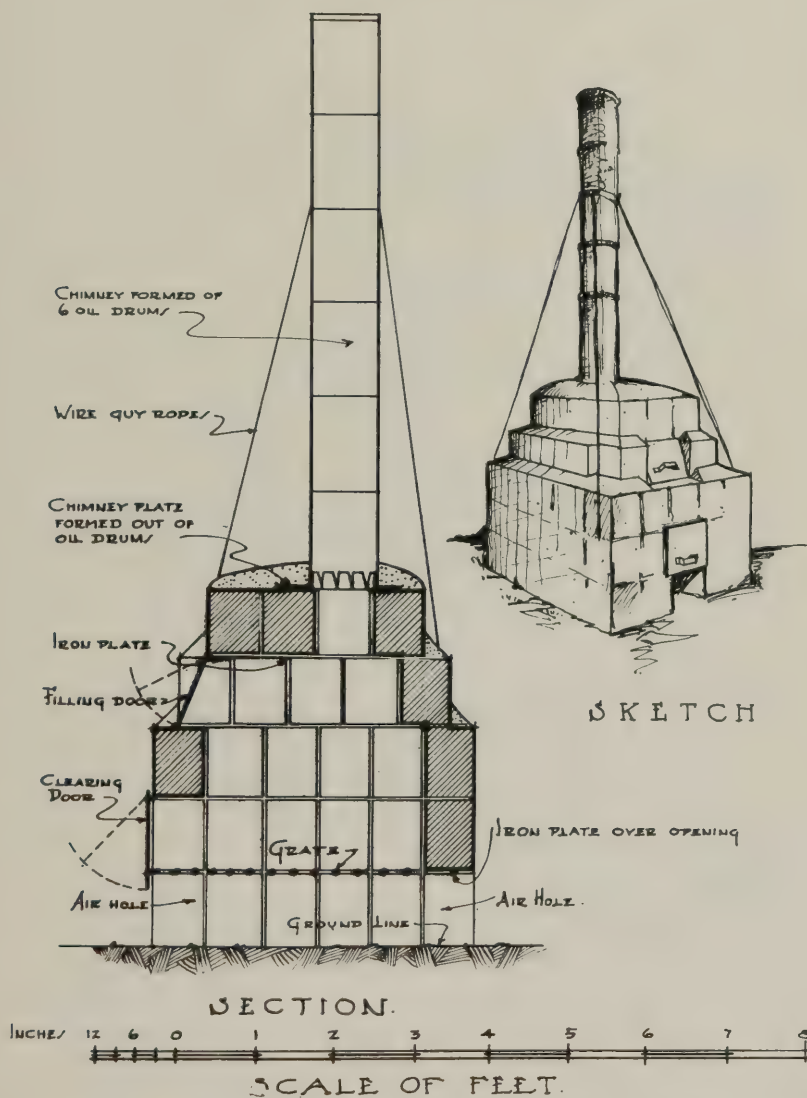 CHIMNEY FORMED OF
6 OIL DRUMS
WIRE GUY ROPES
CHIMNEY PLATE
FORMED OUT OF
OIL DRUMS
IRON PLATE
FILLING DOOR
SKETCH
CLEARING
DOOR
IRON PLATE OVER OPENING
GRATE
AIR HOLE
AIR HOLE.
GROUND LINE
SECTION.
INCHES 12 6 0 1 2 3 4 5 6 7 8
SCALE OF FEET.